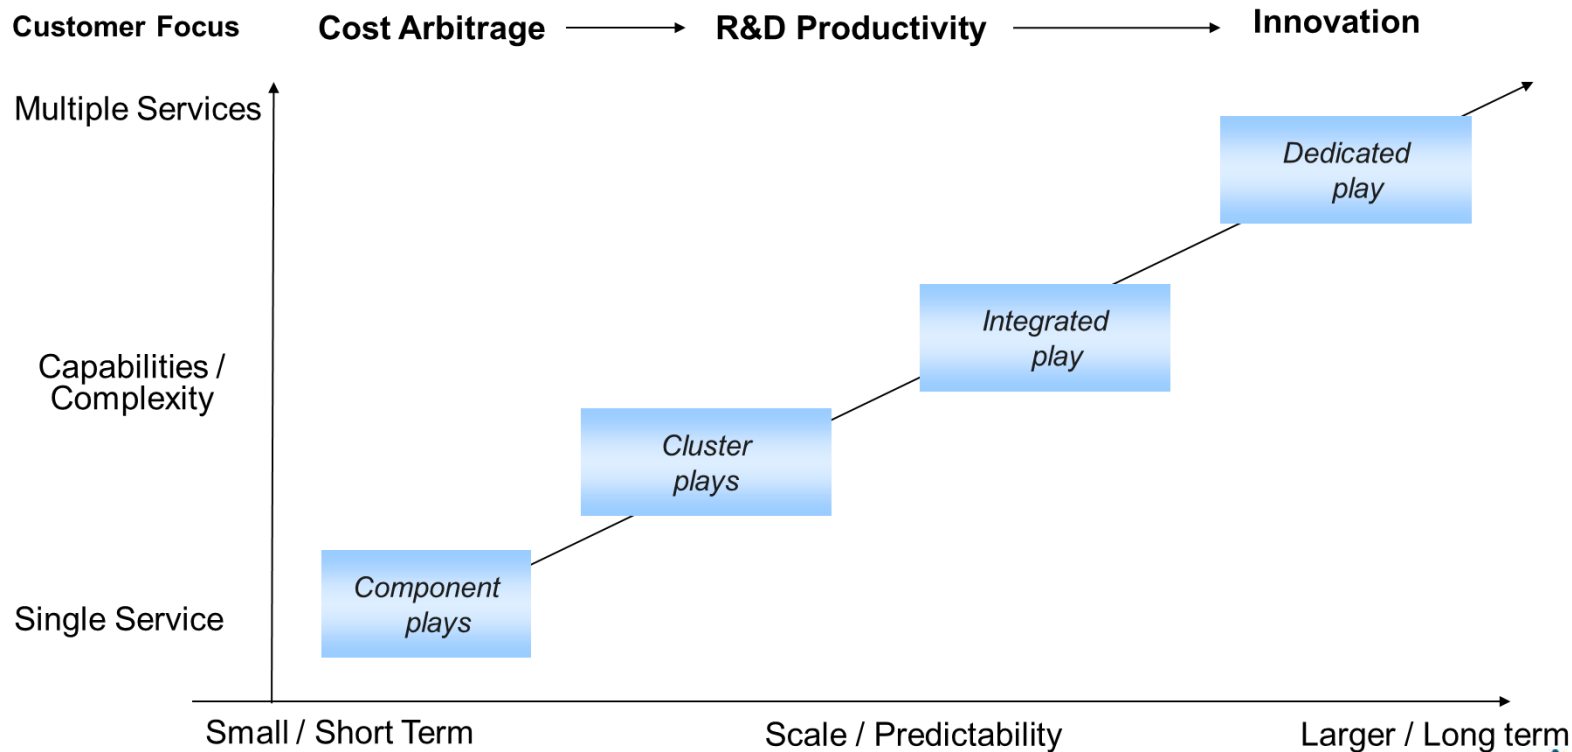 Customer Focus
Cost Arbitrage
R&D Productivity
Innovation
Multiple Services
Dedicated
play
Integrated
play
Capabilities /
Complexity
Cluster
plays
Component
plays
Single Service
Small / Short Term
Scale / Predictability
Larger / Long term